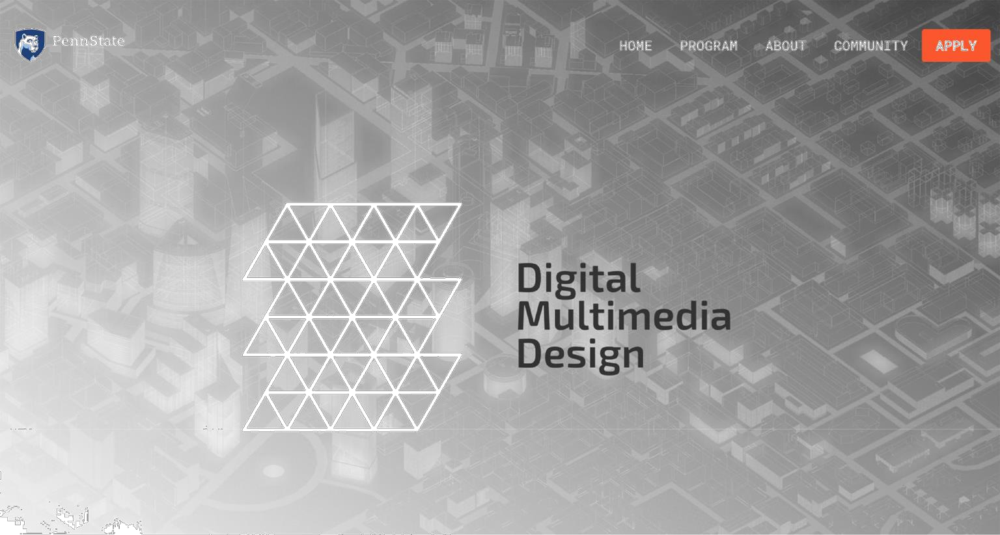 PennState
HOME PROGRAM ABOUT COMMUNITY APPLY
Digital
Multimedia
Design